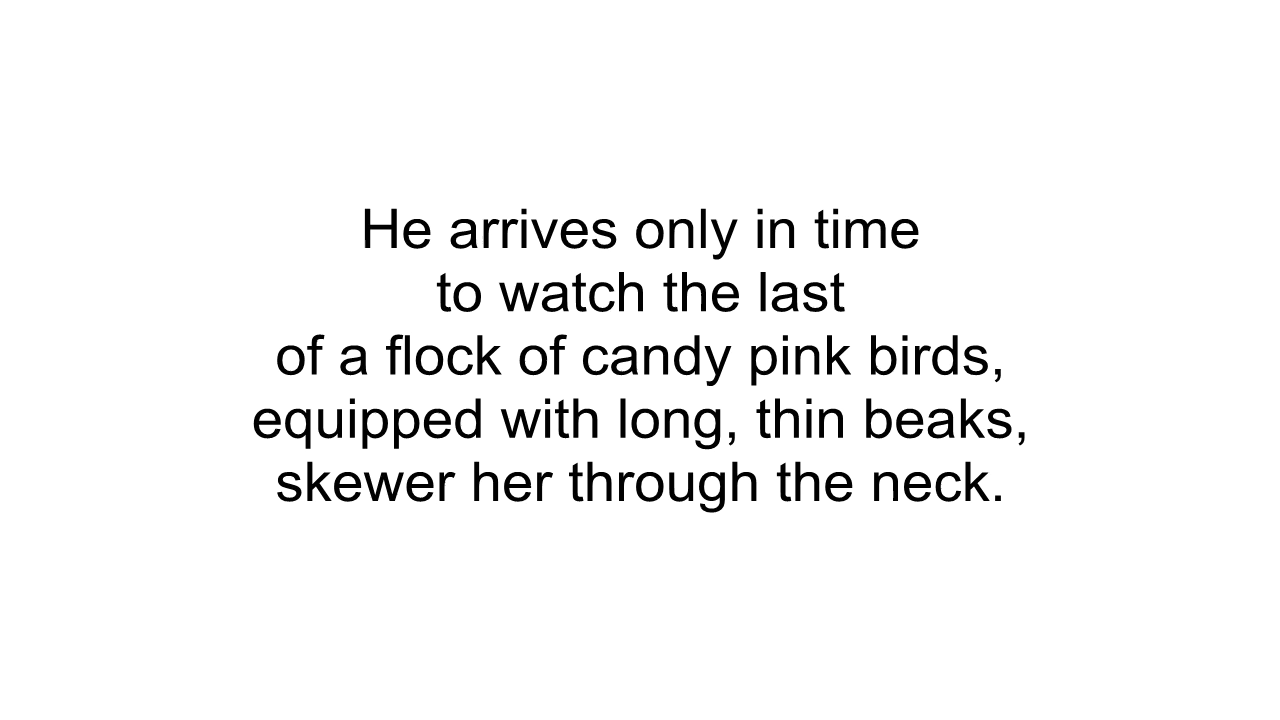 He arrives only in time
to watch the last
of a flock of candy pink birds,
equipped with long, thin beaks,
skewer her through the neck.